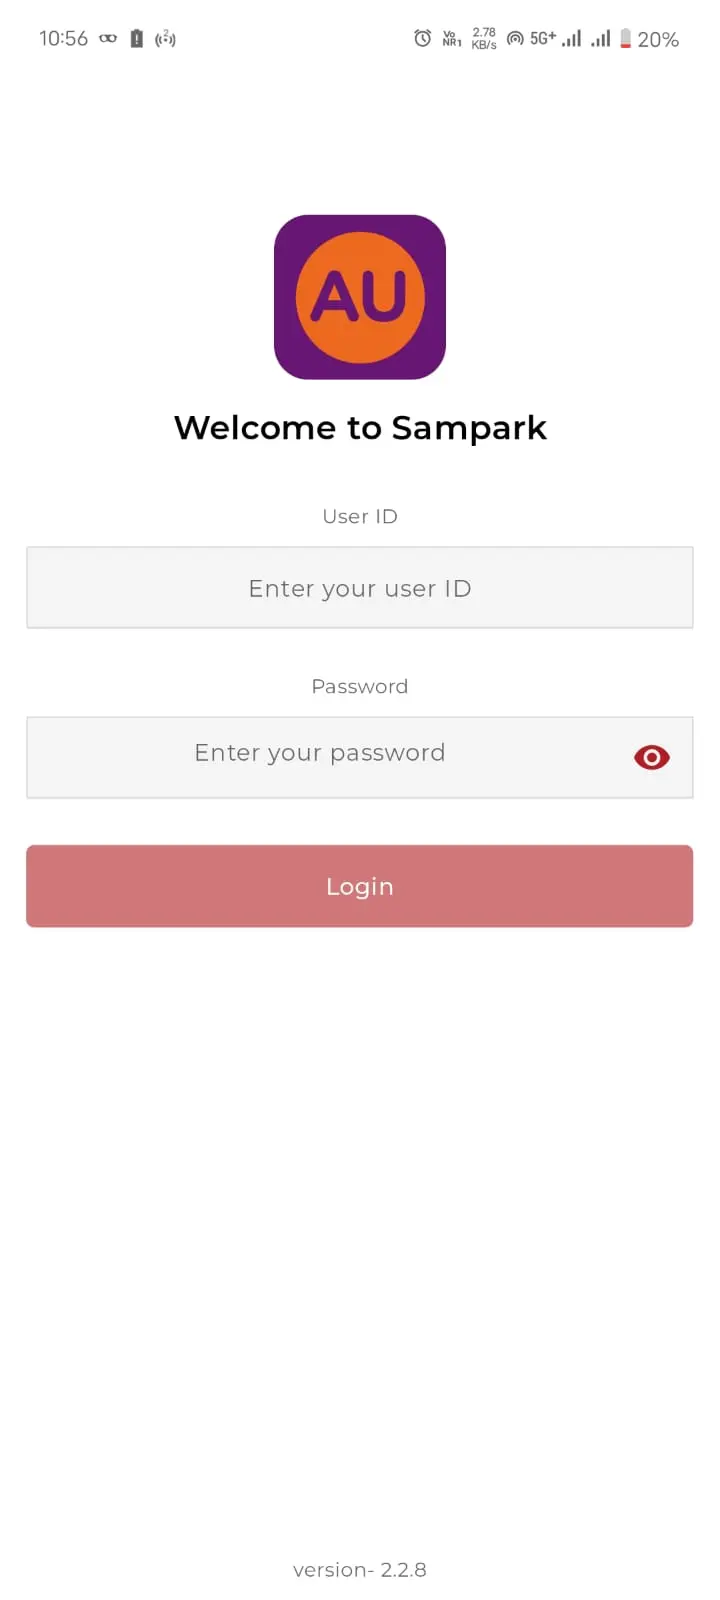 10:56 2 Vo NR1 2.78 KB/s 5G+ 20%
AU
Welcome to Sampark
User ID
Enter your user ID
Password
Enter your password
Login
version- 2.2.8